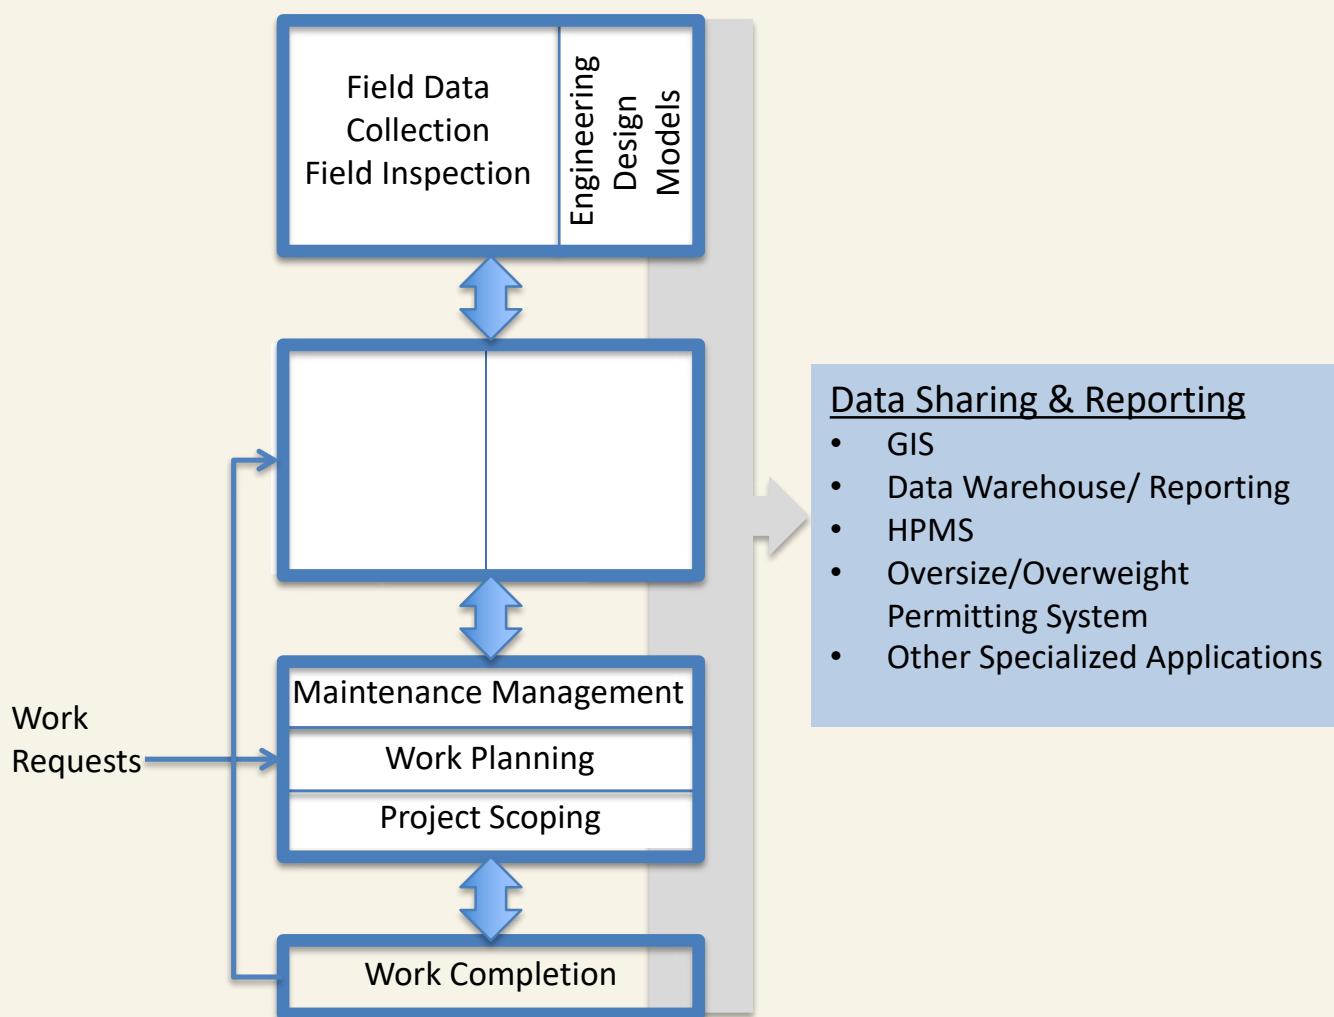 Field Data
Collection
Field Inspection
Engineering
Design
Models
Data Sharing & Reporting
• GIS
• Data Warehouse/ Reporting
• HPMS
• Oversize/Overweight
Permitting System
• Other Specialized Applications
Maintenance Management
Work Planning
Project Scoping
Work
Requests
Work Completion